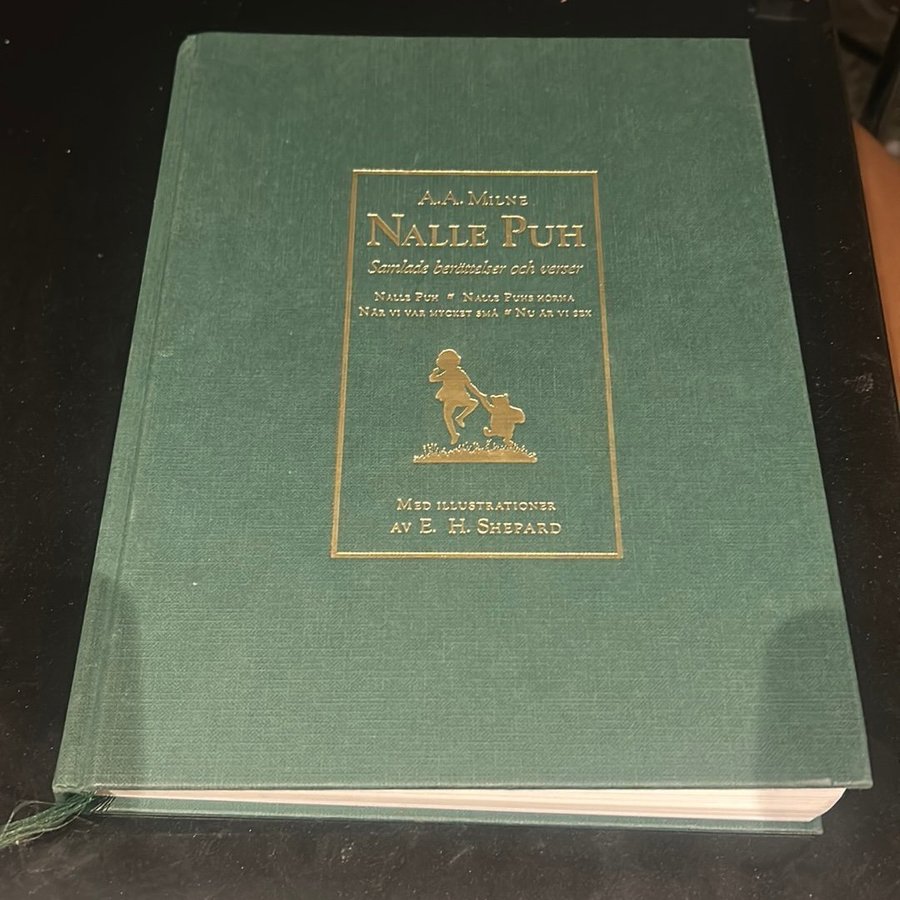 A.A. MILNE
NALLE PUH
Samlade berättelser och verser
NALLE PUH NALLE PUHS HÖRNA
NÄR VI VAR MYCKET SMÅ NU ÄR VI SEX
MED ILLUSTRATIONER
AV E. H. SHEPARD